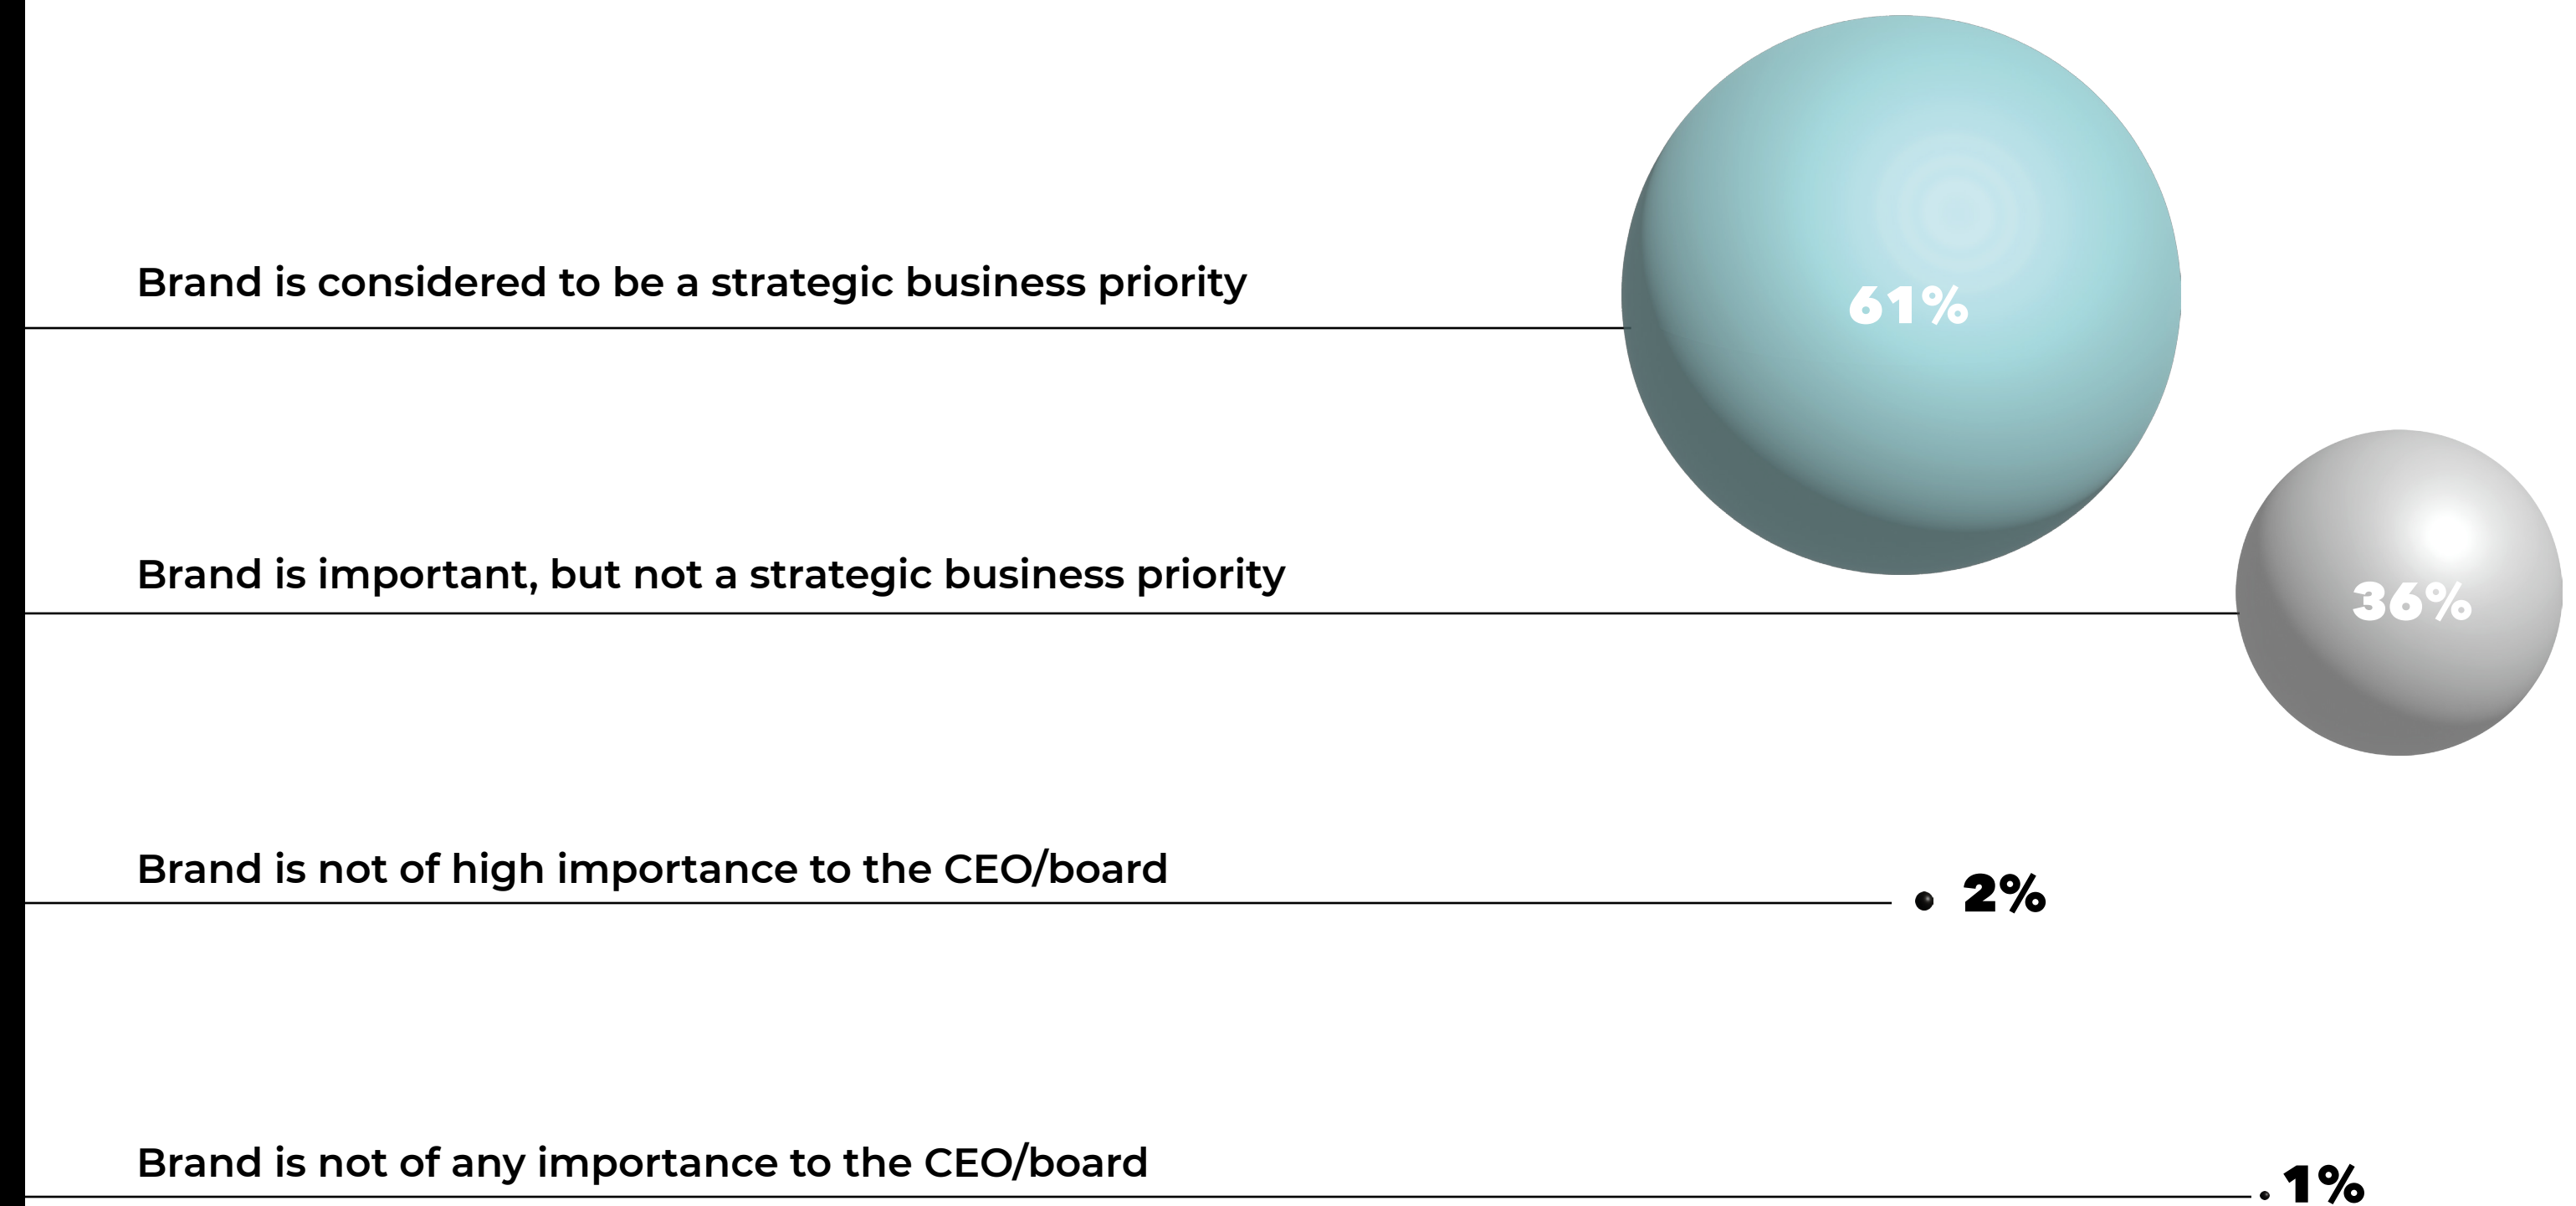 Brand is considered to be a strategic business priority
61%
Brand is important, but not a strategic business priority
36%
Brand is not of high importance to the CEO/board
2%
Brand is not of any importance to the CEO/board
1%